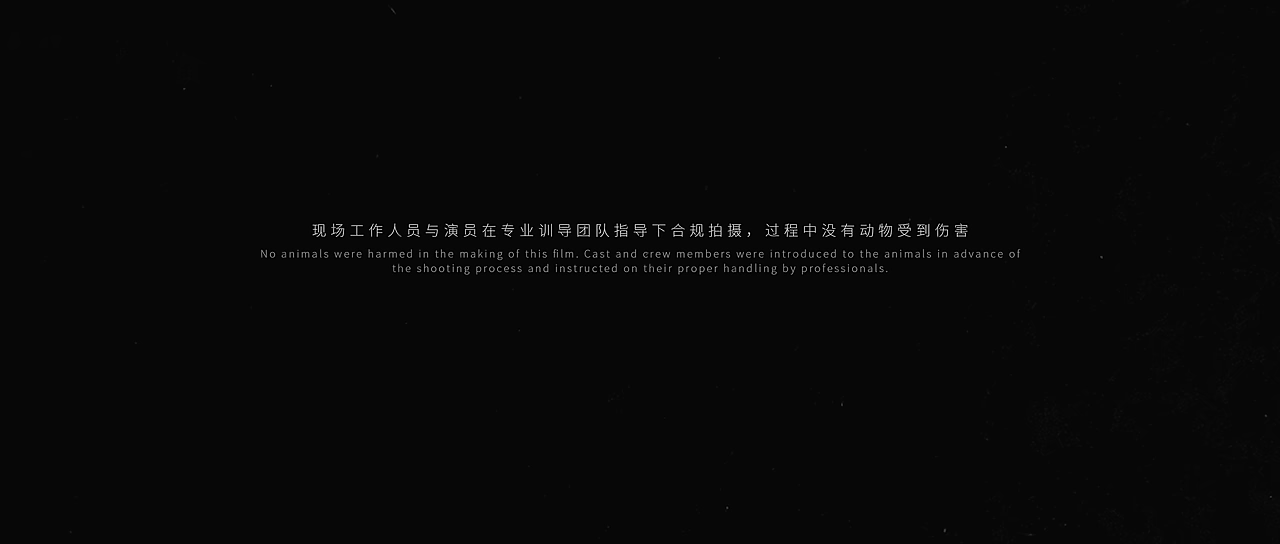 现场工作人员与演员在专业训导团队指导下合规拍摄，过程中没有动物受到伤害
No animals were harmed in the making of this film. Cast and crew members were introduced to the animals in advance of
the shooting process and instructed on their proper handling by professionals.